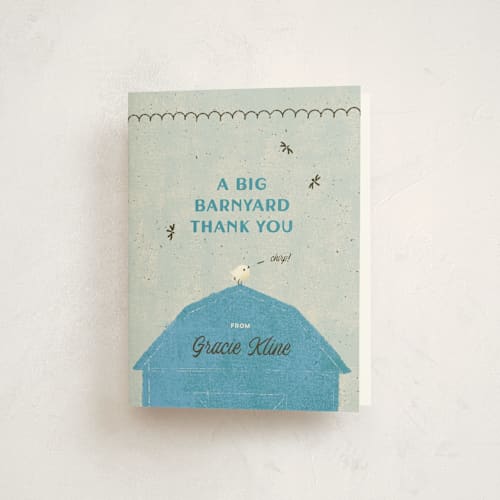 A BIG
BARNYARD
THANK YOU
chirp!
FROM
Gracie Kline